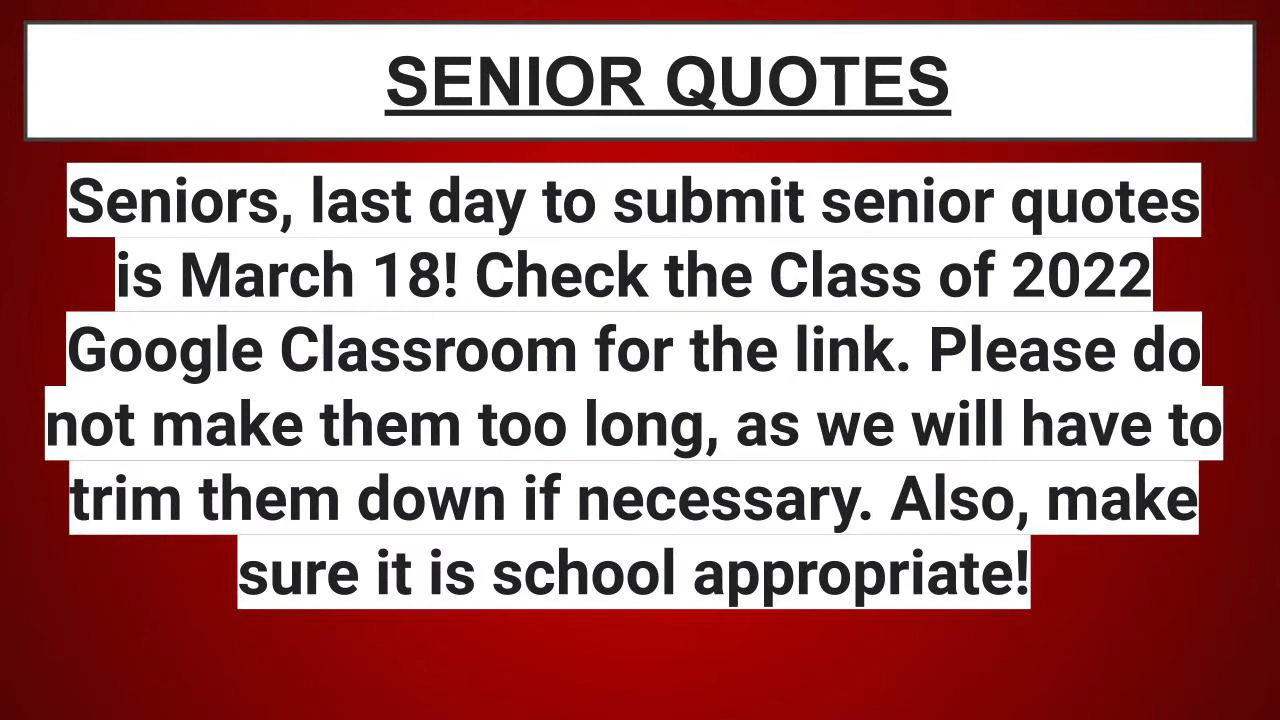 SENIOR QUOTES
Seniors, last day to submit senior quotes
is March 18! Check the Class of 2022
Google Classroom for the link. Please do
not make them too long, as we will have to
trim them down if necessary. Also, make
sure it is school appropriate!